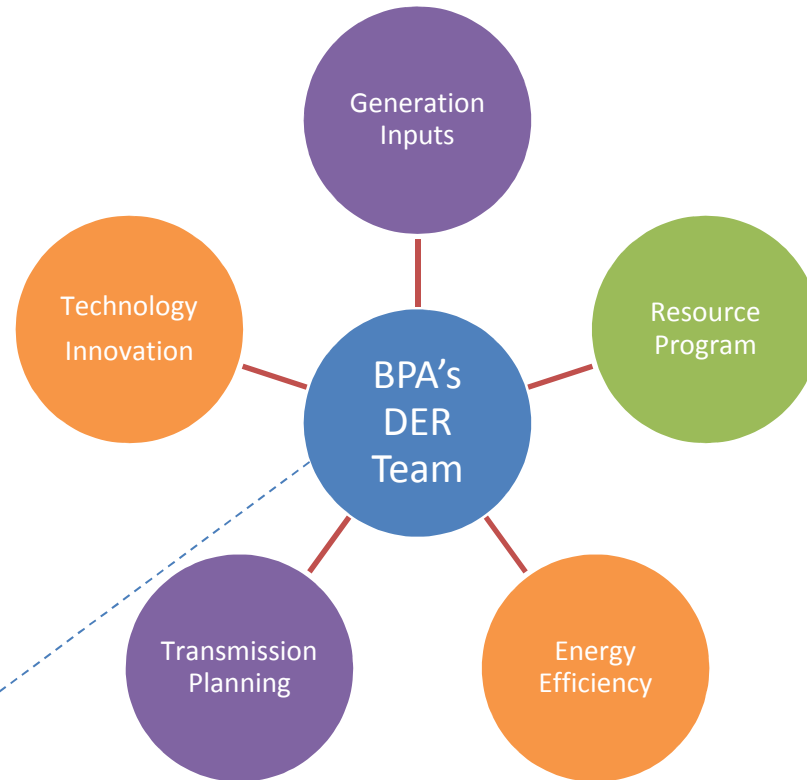 Generation
Inputs
Technology
Innovation
Resource
Program
BPA’s
DER
Team
Transmission
Planning
Energy
Efficiency